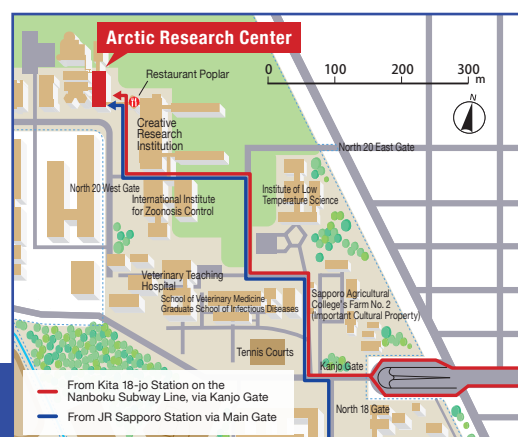 Arctic Research Center
Restaurant Poplar
0 100 200 300
m
N
Creative
Research
Institution
North 20 East Gate
North 20 West Gate
International Institute
for Zoonosis Control
Institute of Low
Temperature Science
Veterinary Teaching
Hospital
School of Veterinary Medicine
Graduate School of Infectious Diseases
Sapporo Agricultural
College's Farm No. 2
(Important Cultural Property)
Tennis Courts
Kanjo Gate
North 18 Gate
From Kita 18-jo Station on the
Nanboku Subway Line, via Kanjo Gate
From JR Sapporo Station via Main Gate